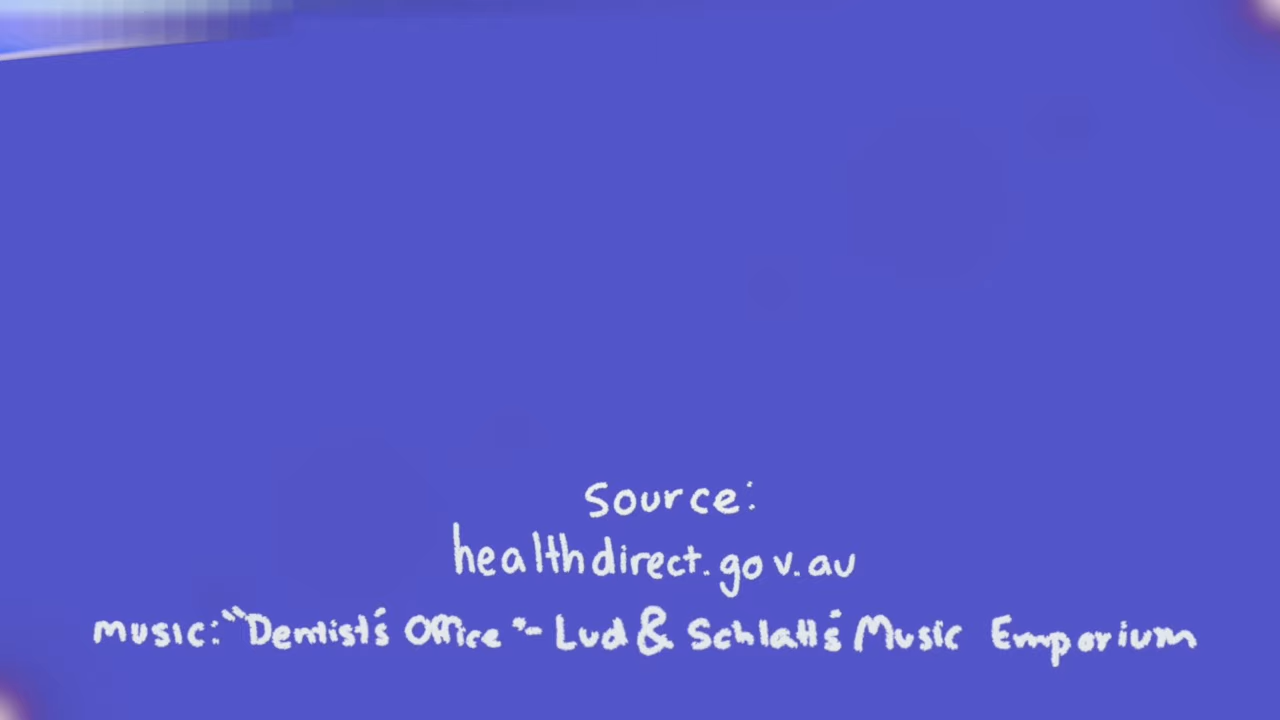 Source:
healthdirect.gov.au
music: "Dentist's Office" - Lud & Schlatt's Music Emporium